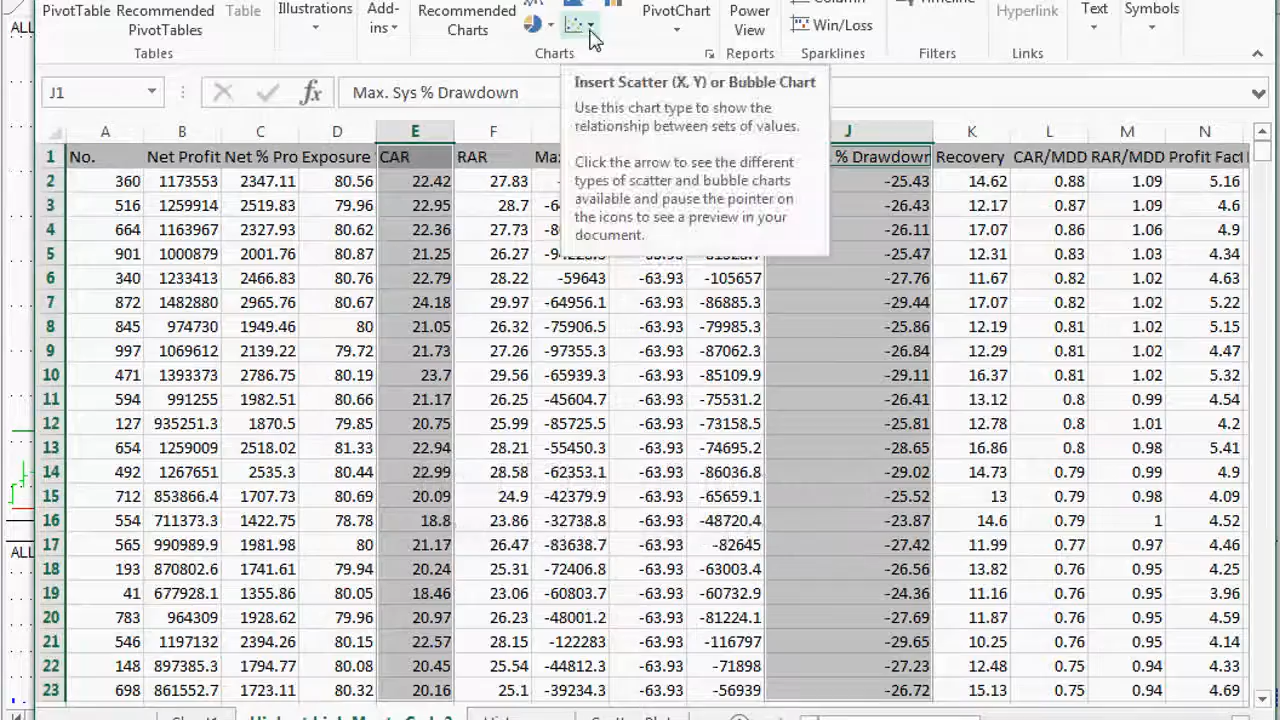 PivotTable Recommended Table Illustrations Add- Recommended PivotChart Power Hyperlink Text Symbols
PivotTables ins Charts View Win/Loss
Tables Charts Reports Sparklines Filters Links
J1 fx Max. Sys % Drawdown
Insert Scatter (X, Y) or Bubble Chart
Use this chart type to show the
relationship between sets of values.
Click the arrow to see the different
types of scatter and bubble charts
available and pause the pointer on
the icons to see a preview in your
document.
A B C D E F J K L M N
1 No. Net Profit Net % Pro Exposure CAR RAR Max % Drawdown Recovery CAR/MDD RAR/MDD Profit Fact
2 360 1173553 2347.11 80.56 22.42 27.83 -25.43 14.62 0.88 1.09 5.16
3 516 1259914 2519.83 79.96 22.95 28.7 -26.43 12.17 0.87 1.09 4.6
4 664 1163967 2327.93 80.62 22.36 27.73 -26.11 17.07 0.86 1.06 4.9
5 901 1000879 2001.76 80.87 21.25 26.27 -25.47 12.31 0.83 1.03 4.34
6 340 1233413 2466.83 80.76 22.79 28.22 -59643 -63.93 -105657 -27.76 11.67 0.82 1.02 4.63
7 872 1482880 2965.76 80.67 24.18 29.97 -64956.1 -63.93 -86885.3 -29.44 17.07 0.82 1.02 5.22
8 845 974730 1949.46 80 21.05 26.32 -75906.5 -63.93 -79985.3 -25.86 12.19 0.81 1.02 5.15
9 997 1069612 2139.22 79.72 21.73 27.26 -97355.3 -63.93 -87062.3 -26.84 12.29 0.81 1.02 4.47
10 471 1393373 2786.75 80.19 23.7 29.56 -65939.3 -63.93 -85109.9 -29.11 16.37 0.81 1.02 5.32
11 594 991255 1982.51 80.66 21.17 26.25 -45604.7 -63.93 -75531.2 -26.41 13.12 0.8 0.99 4.54
12 127 935251.3 1870.5 79.85 20.75 25.99 -85725.5 -63.93 -73158.5 -25.81 12.78 0.8 1.01 4.2
13 654 1259009 2518.02 81.33 22.94 28.21 -55450.3 -63.93 -74695.2 -28.65 16.86 0.8 0.98 5.41
14 492 1267651 2535.3 80.44 22.99 28.58 -62353.1 -63.93 -86036.8 -29.02 14.73 0.79 0.99 4.9
15 712 853866.4 1707.73 80.69 20.09 24.9 -42379.9 -63.93 -65659.1 -25.52 13 0.79 0.98 4.09
16 554 711373.3 1422.75 78.78 18.8 23.86 -32738.8 -63.93 -48720.4 -23.87 14.6 0.79 1 4.52
17 565 990989.9 1981.98 80 21.17 26.47 -83638.7 -63.93 -82645 -27.42 11.99 0.77 0.97 4.46
18 193 870802.6 1741.61 79.94 20.24 25.31 -72406.8 -63.93 -63003.4 -26.56 13.82 0.76 0.95 4.25
19 41 677928.1 1355.86 80.05 18.46 23.06 -60803.7 -63.93 -60732.9 -24.36 11.16 0.76 0.95 3.96
20 783 964309 1928.62 79.96 20.97 26.23 -48001.2 -63.93 -81224.1 -27.69 11.87 0.76 0.95 4.59
21 546 1197132 2394.26 80.15 22.57 28.15 -122283 -63.93 -116797 -29.65 10.25 0.76 0.95 4.14
22 148 897385.3 1794.77 80.08 20.45 25.54 -44812.3 -63.93 -71898 -27.23 12.48 0.75 0.94 4.33
23 698 861552.7 1723.11 80.32 20.16 25.1 -39234.3 -63.93 -56939 -26.72 15.13 0.75 0.94 4.69
ALL
ALL